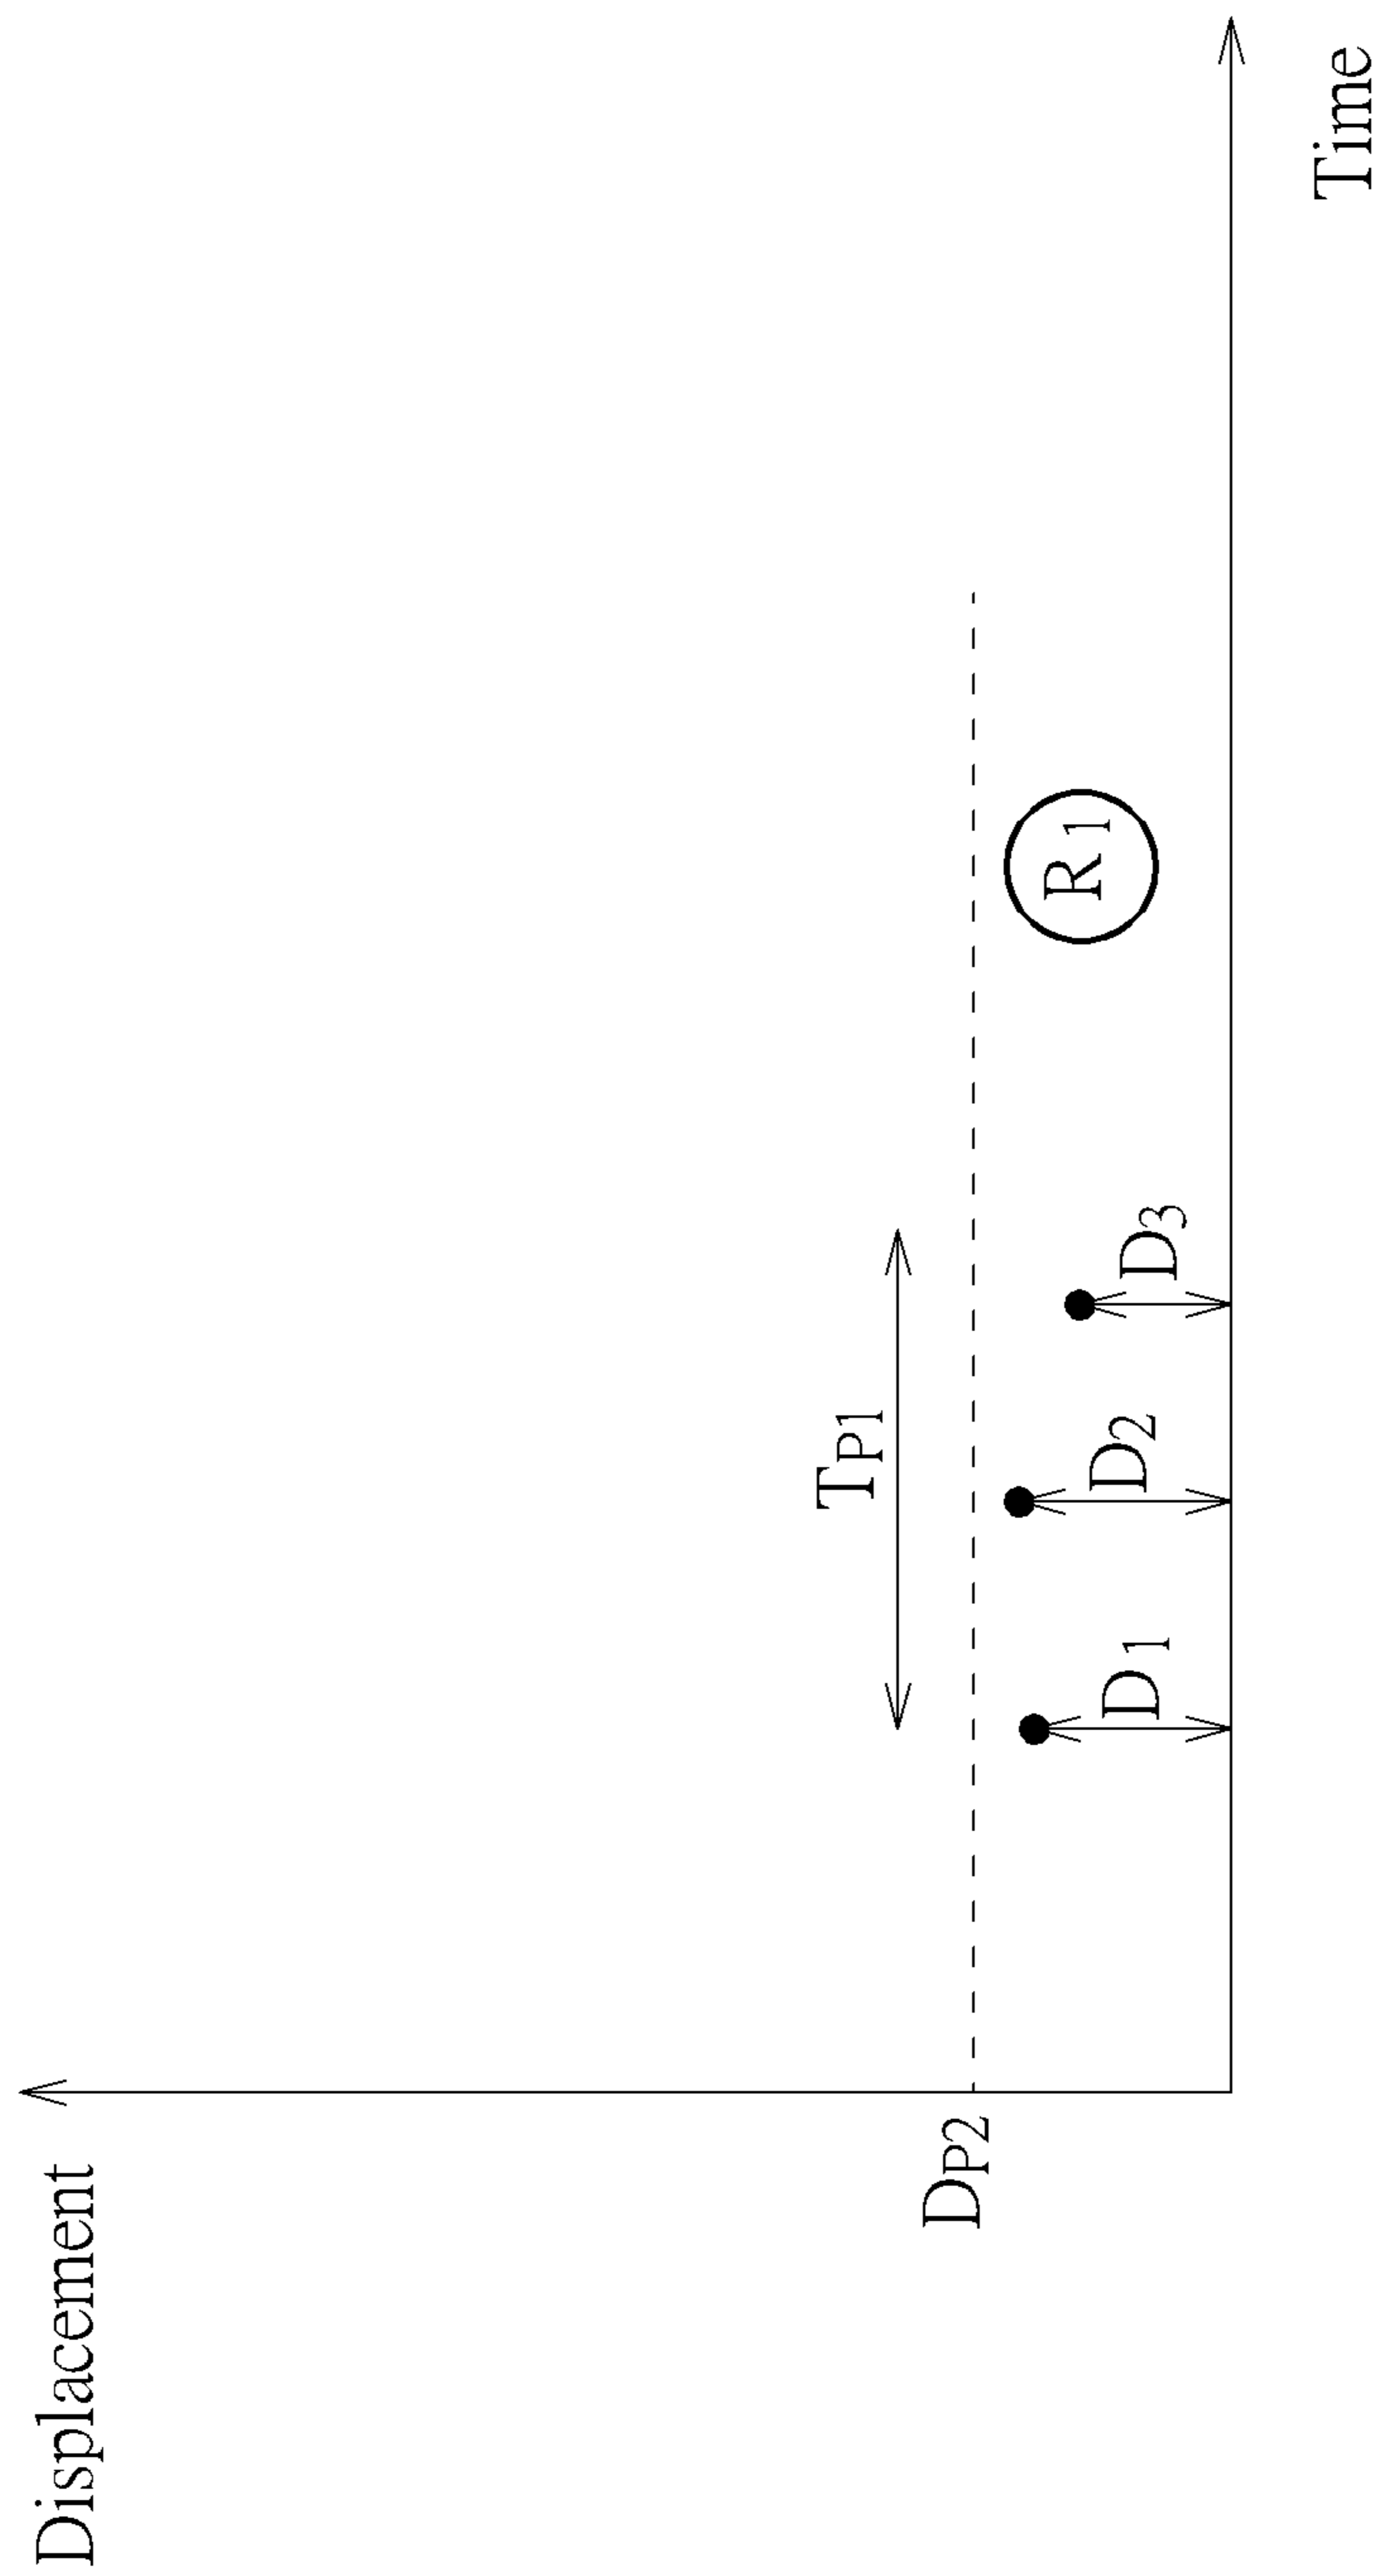 Displacement
TP1
DP2
D1
D2
D3
R1
Time